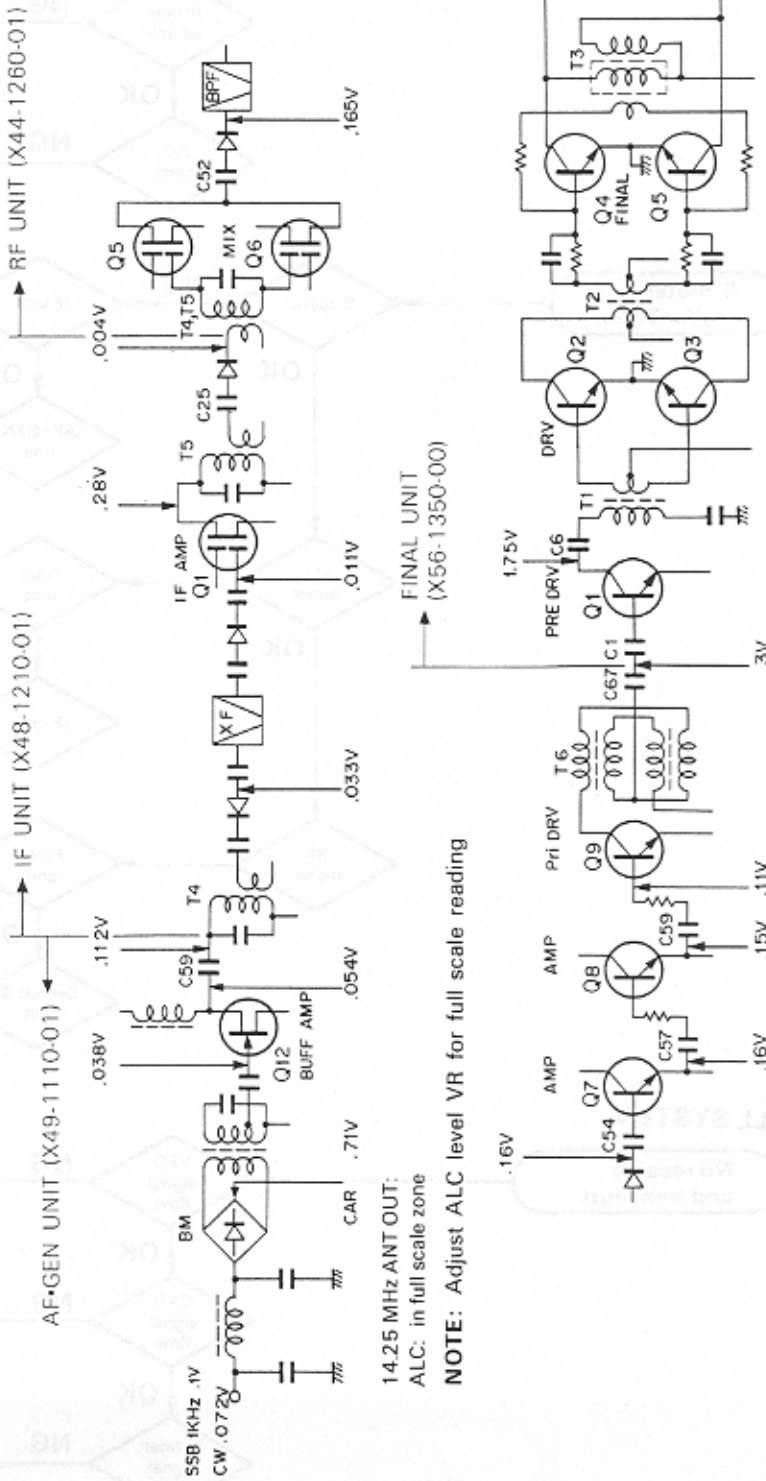 AF•GEN UNIT (X49-1110-01)
IF UNIT (X48-1210-01)
RF UNIT (X44-1260-01)
SSB 1KHz .1V
CW .072V
BM
CAR
.71V
.038V
Q12
BUFF AMP
.054V
C59
.112V
T4
.033V
XF
.011V
IF AMP
Q1
.28V
T5
C25
.004V
T4,T5
Q5
MIX
Q6
C52
.165V
BPF
14.25 MHz ANT OUT:
ALC: in full scale zone
NOTE: Adjust ALC level VR for full scale reading
FINAL UNIT
(X56-1350-00)
.16V
C54
AMP
Q7
.16V
C57
AMP
Q8
.15V
C59
.11V
Pri DRV
Q9
T6
C67
C1
3V
PRE DRV
Q1
1.75V
C6
T1
DRV
Q2
Q3
T2
Q4
FINAL
Q5
T3